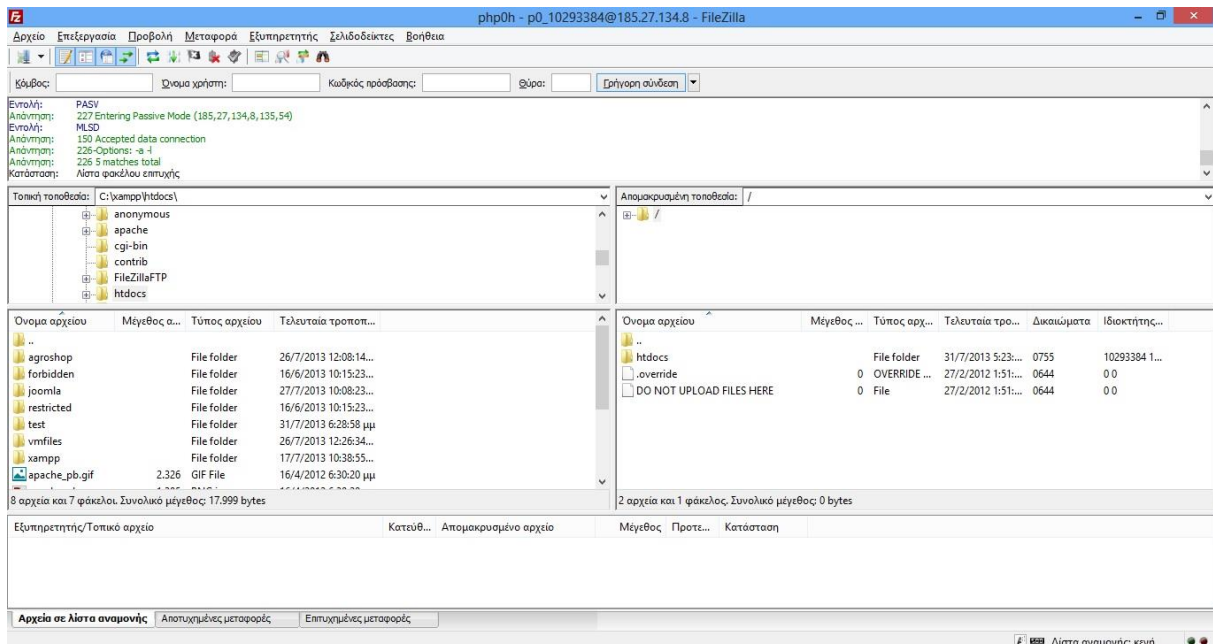 php0h - p0_10293384@185.27.134.8 - FileZilla
Αρχείο Επεξεργασία Προβολή Μεταφορά Εξυπηρετητής Σελιδοδείκτες Βοήθεια
Κόμβος: Όνομα χρήστη: Κωδικός πρόσβασης: Θύρα: Γρήγορη σύνδεση
Εντολή: PASV
Απάντηση: 227 Entering Passive Mode (185,27,134,8,135,54)
Εντολή: MLSD
Απάντηση: 150 Accepted data connection
Απάντηση: 226-Options: -a -l
Απάντηση: 226 5 matches total
Κατάσταση: Λίστα φακέλου επιτυχής
Τοπική τοποθεσία: C:\xampp\htdocs\
anonymous
apache
cgi-bin
contrib
FileZillaFTP
htdocs
Απομακρυσμένη τοποθεσία: /
/
Όνομα αρχείου Μέγεθος α... Τύπος αρχείου Τελευταία τροποπ...
..
agroshop File folder 26/7/2013 12:08:14...
forbidden File folder 16/6/2013 10:15:23...
joomla File folder 27/7/2013 10:08:23...
restricted File folder 16/6/2013 10:15:23...
test File folder 31/7/2013 6:28:58 μμ
vmfiles File folder 26/7/2013 12:26:34...
xampp File folder 17/7/2013 10:38:55...
apache_pb.gif 2.326 GIF File 16/4/2012 6:30:20 μμ
8 αρχεία και 7 φάκελοι. Συνολικό μέγεθος: 17.999 bytes
Όνομα αρχείου Μέγεθος ... Τύπος αρχ... Τελευταία τρο... Δικαιώματα Ιδιοκτήτης...
..
htdocs File folder 31/7/2013 5:23:... 0755 10293384 1...
.override 0 OVERRIDE ... 27/2/2012 1:51:... 0644 0 0
DO NOT UPLOAD FILES HERE 0 File 27/2/2012 1:51:... 0644 0 0
2 αρχεία και 1 φάκελος. Συνολικό μέγεθος: 0 bytes
Εξυπηρετητής/Τοπικό αρχείο Κατεύθ... Απομακρυσμένο αρχείο Μέγεθος Προτε... Κατάσταση
Αρχεία σε λίστα αναμονής Αποτυχημένες μεταφορές Επιτυχημένες μεταφορές
Λίστα αναμονής: κενή